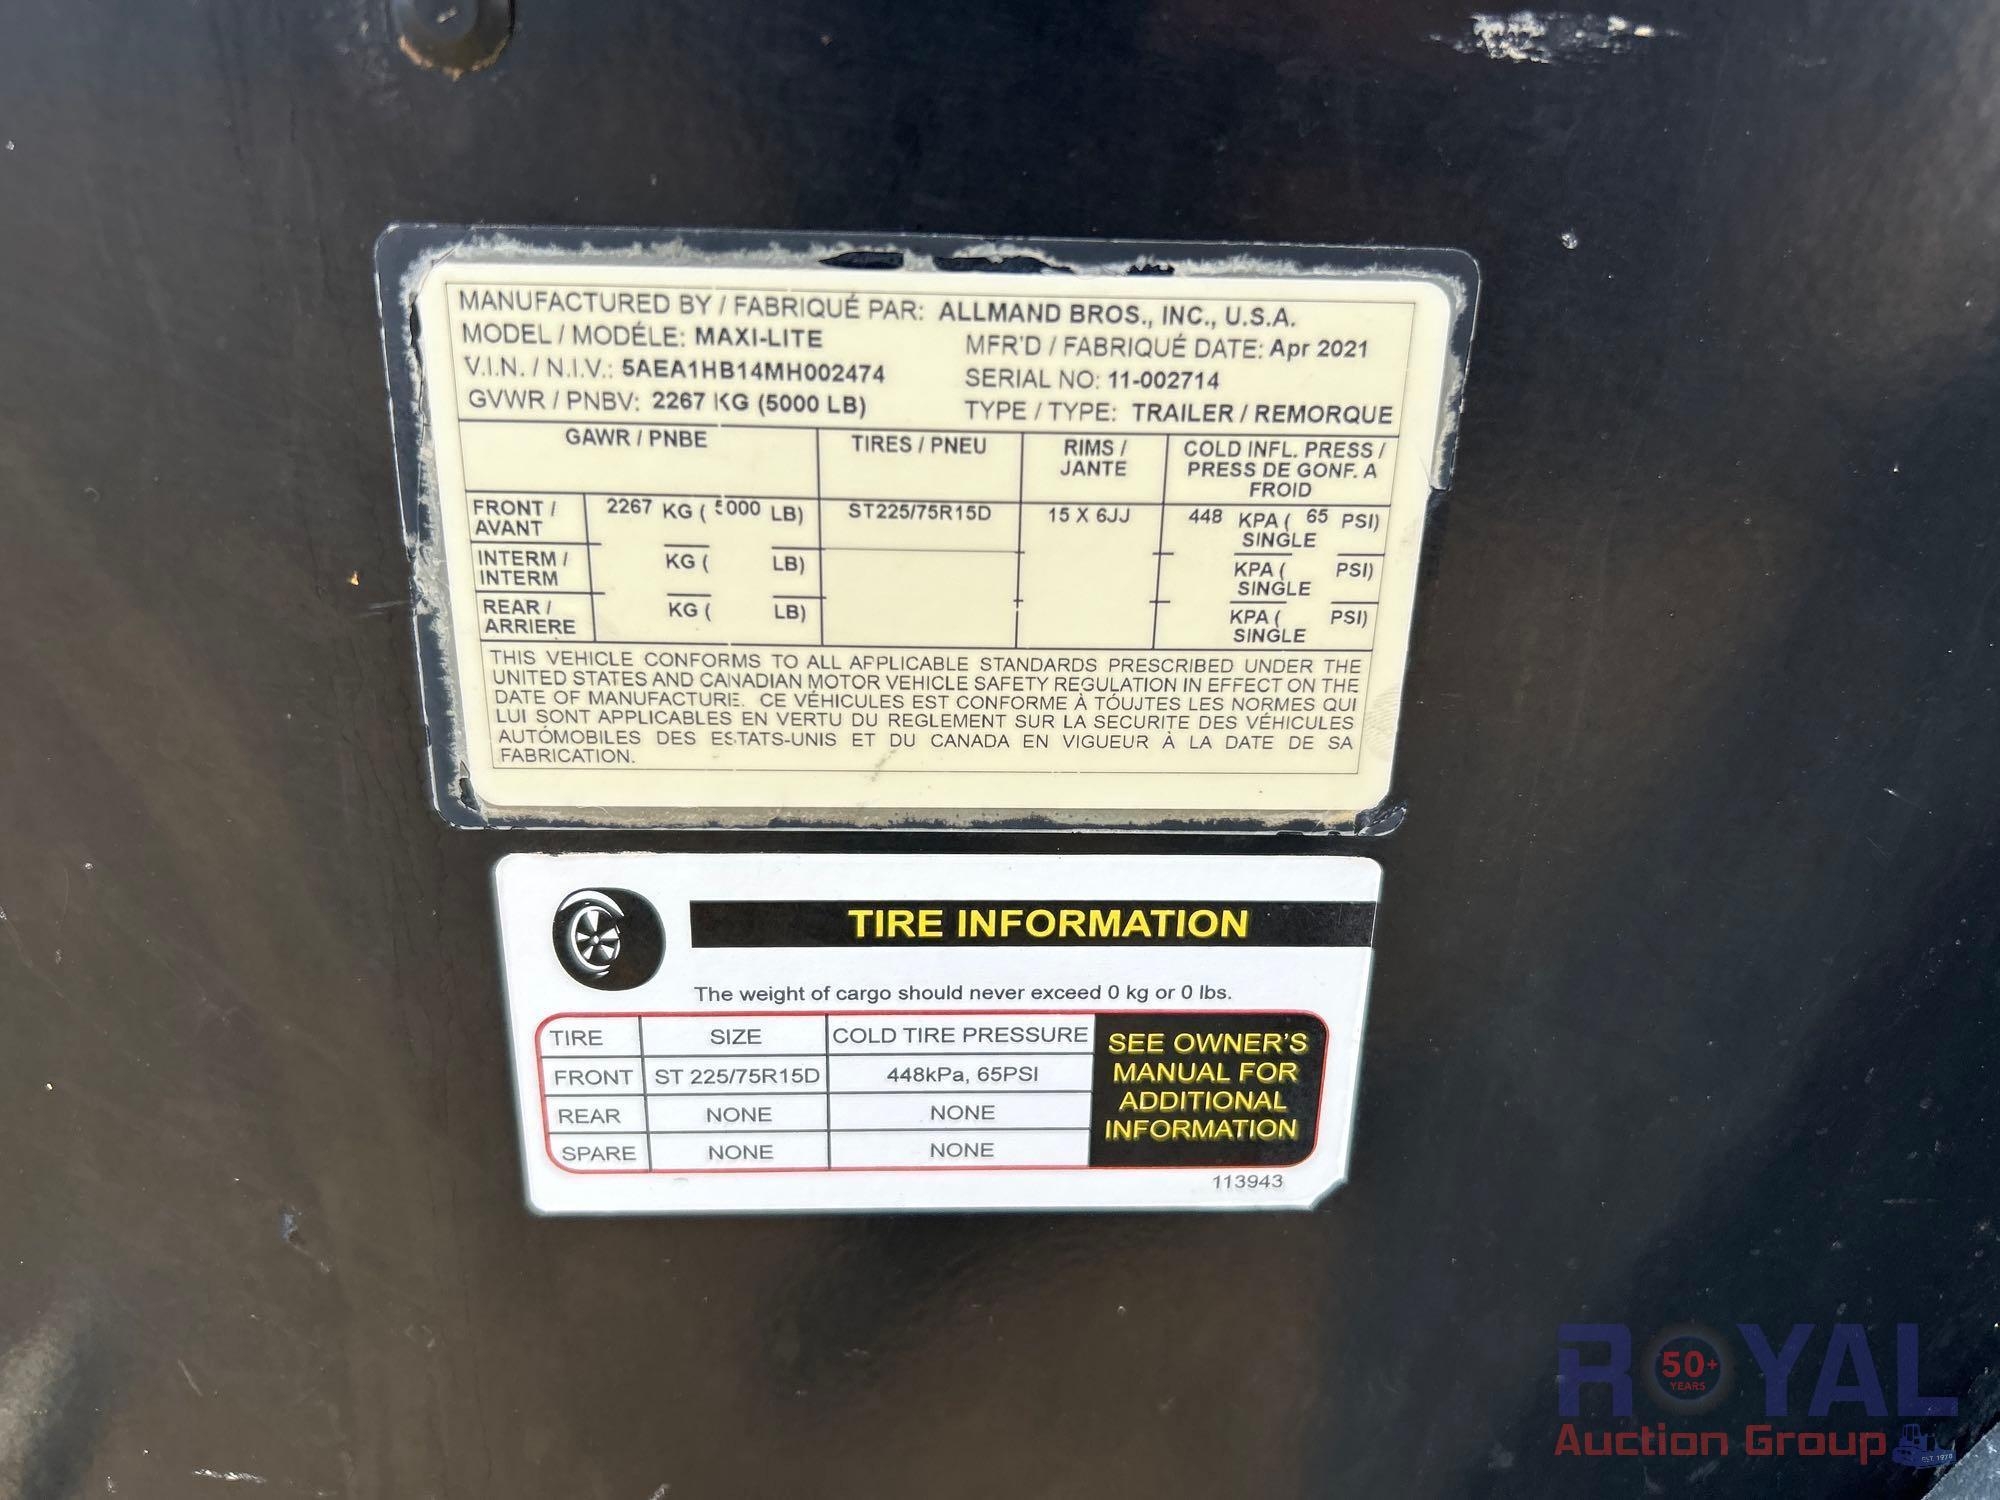 MANUFACTURED BY / FABRIQUÉ PAR: ALLMAND BROS., INC., U.S.A.
MODEL / MODÉLE: MAXI-LITE MFR'D / FABRIQUÉ DATE: Apr 2021
V.I.N. / N.I.V.: 5AEA1HB14MH002474 SERIAL NO: 11-002714
GVWR / PNBV: 2267 KG (5000 LB) TYPE / TYPE: TRAILER / REMORQUE
GAWR / PNBE TIRES / PNEU RIMS / JANTE COLD INFL. PRESS / PRESS DE GONF. A FROID
FRONT / AVANT 2267 KG ( 5000 LB) ST225/75R15D 15 X 6JJ 448 KPA ( 65 PSI) SINGLE
INTERM / INTERM KG ( LB) KPA ( PSI) SINGLE
REAR / ARRIERE KG ( LB) KPA ( PSI) SINGLE
THIS VEHICLE CONFORMS TO ALL APPLICABLE STANDARDS PRESCRIBED UNDER THE
UNITED STATES AND CANADIAN MOTOR VEHICLE SAFETY REGULATION IN EFFECT ON THE
DATE OF MANUFACTURE. CE VÉHICULES EST CONFORME À TÓUJTES LES NORMES QUI
LUI SONT APPLICABLES EN VERTU DU REGLEMENT SUR LA SECURITE DES VÉHICULES
AUTÓMOBILES DES ESTATS-UNIS ET DU CANADA EN VIGUEUR À LA DATE DE SA
FABRICATION.
TIRE INFORMATION
The weight of cargo should never exceed 0 kg or 0 lbs.
TIRE SIZE COLD TIRE PRESSURE
FRONT ST 225/75R15D 448kPa, 65PSI
REAR NONE NONE
SPARE NONE NONE
SEE OWNER'S
MANUAL FOR
ADDITIONAL
INFORMATION
113943
ROYAL
50+
YEARS
Auction Group
EST. 1970